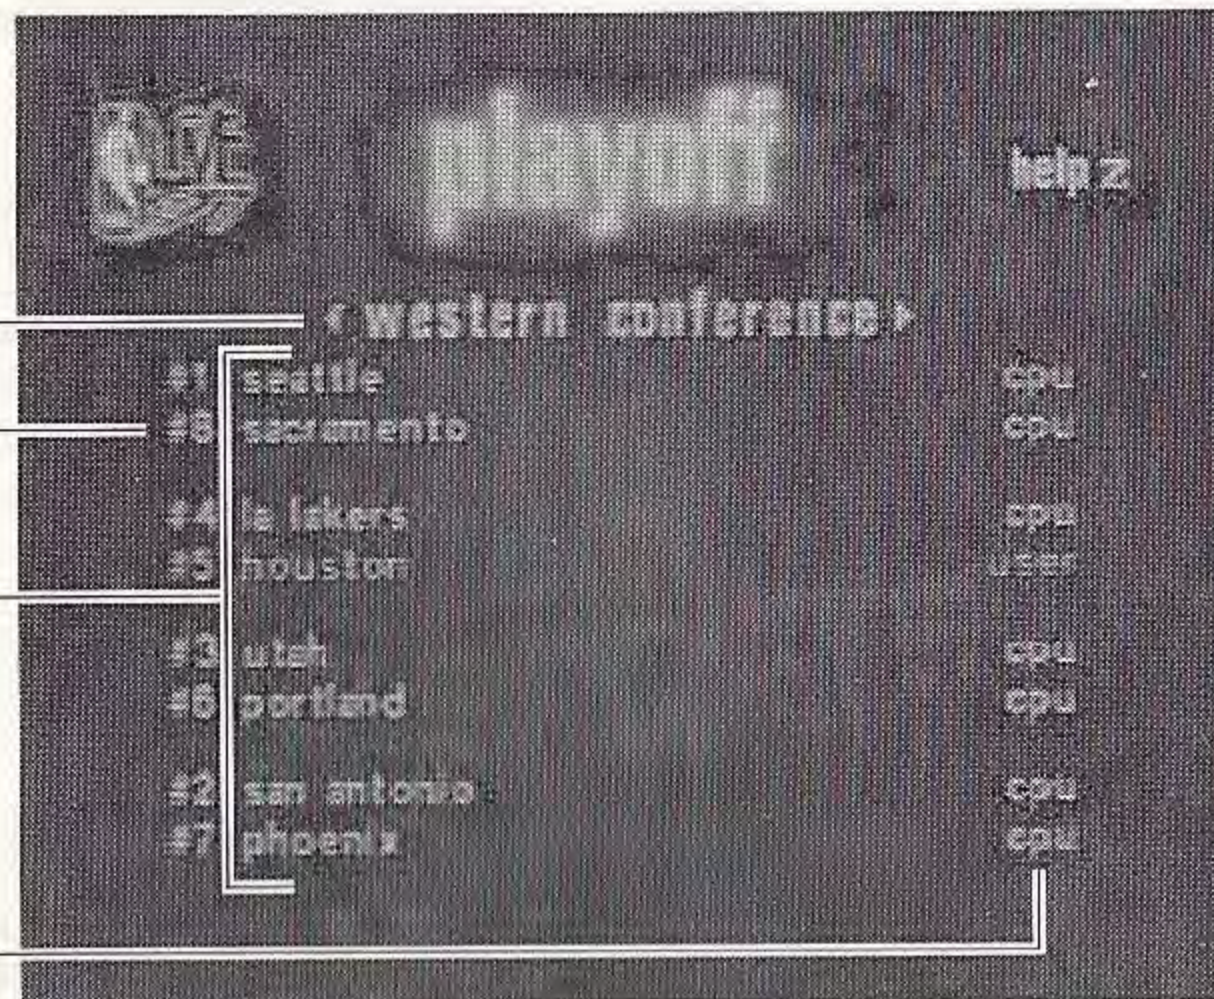 playoff
help z
western conference
#1 seattle cpu
#8 sacramento cpu
#4 la lakers cpu
#5 houston user
#3 utah cpu
#6 portland cpu
#2 san antonio cpu
#7 phoenix cpu